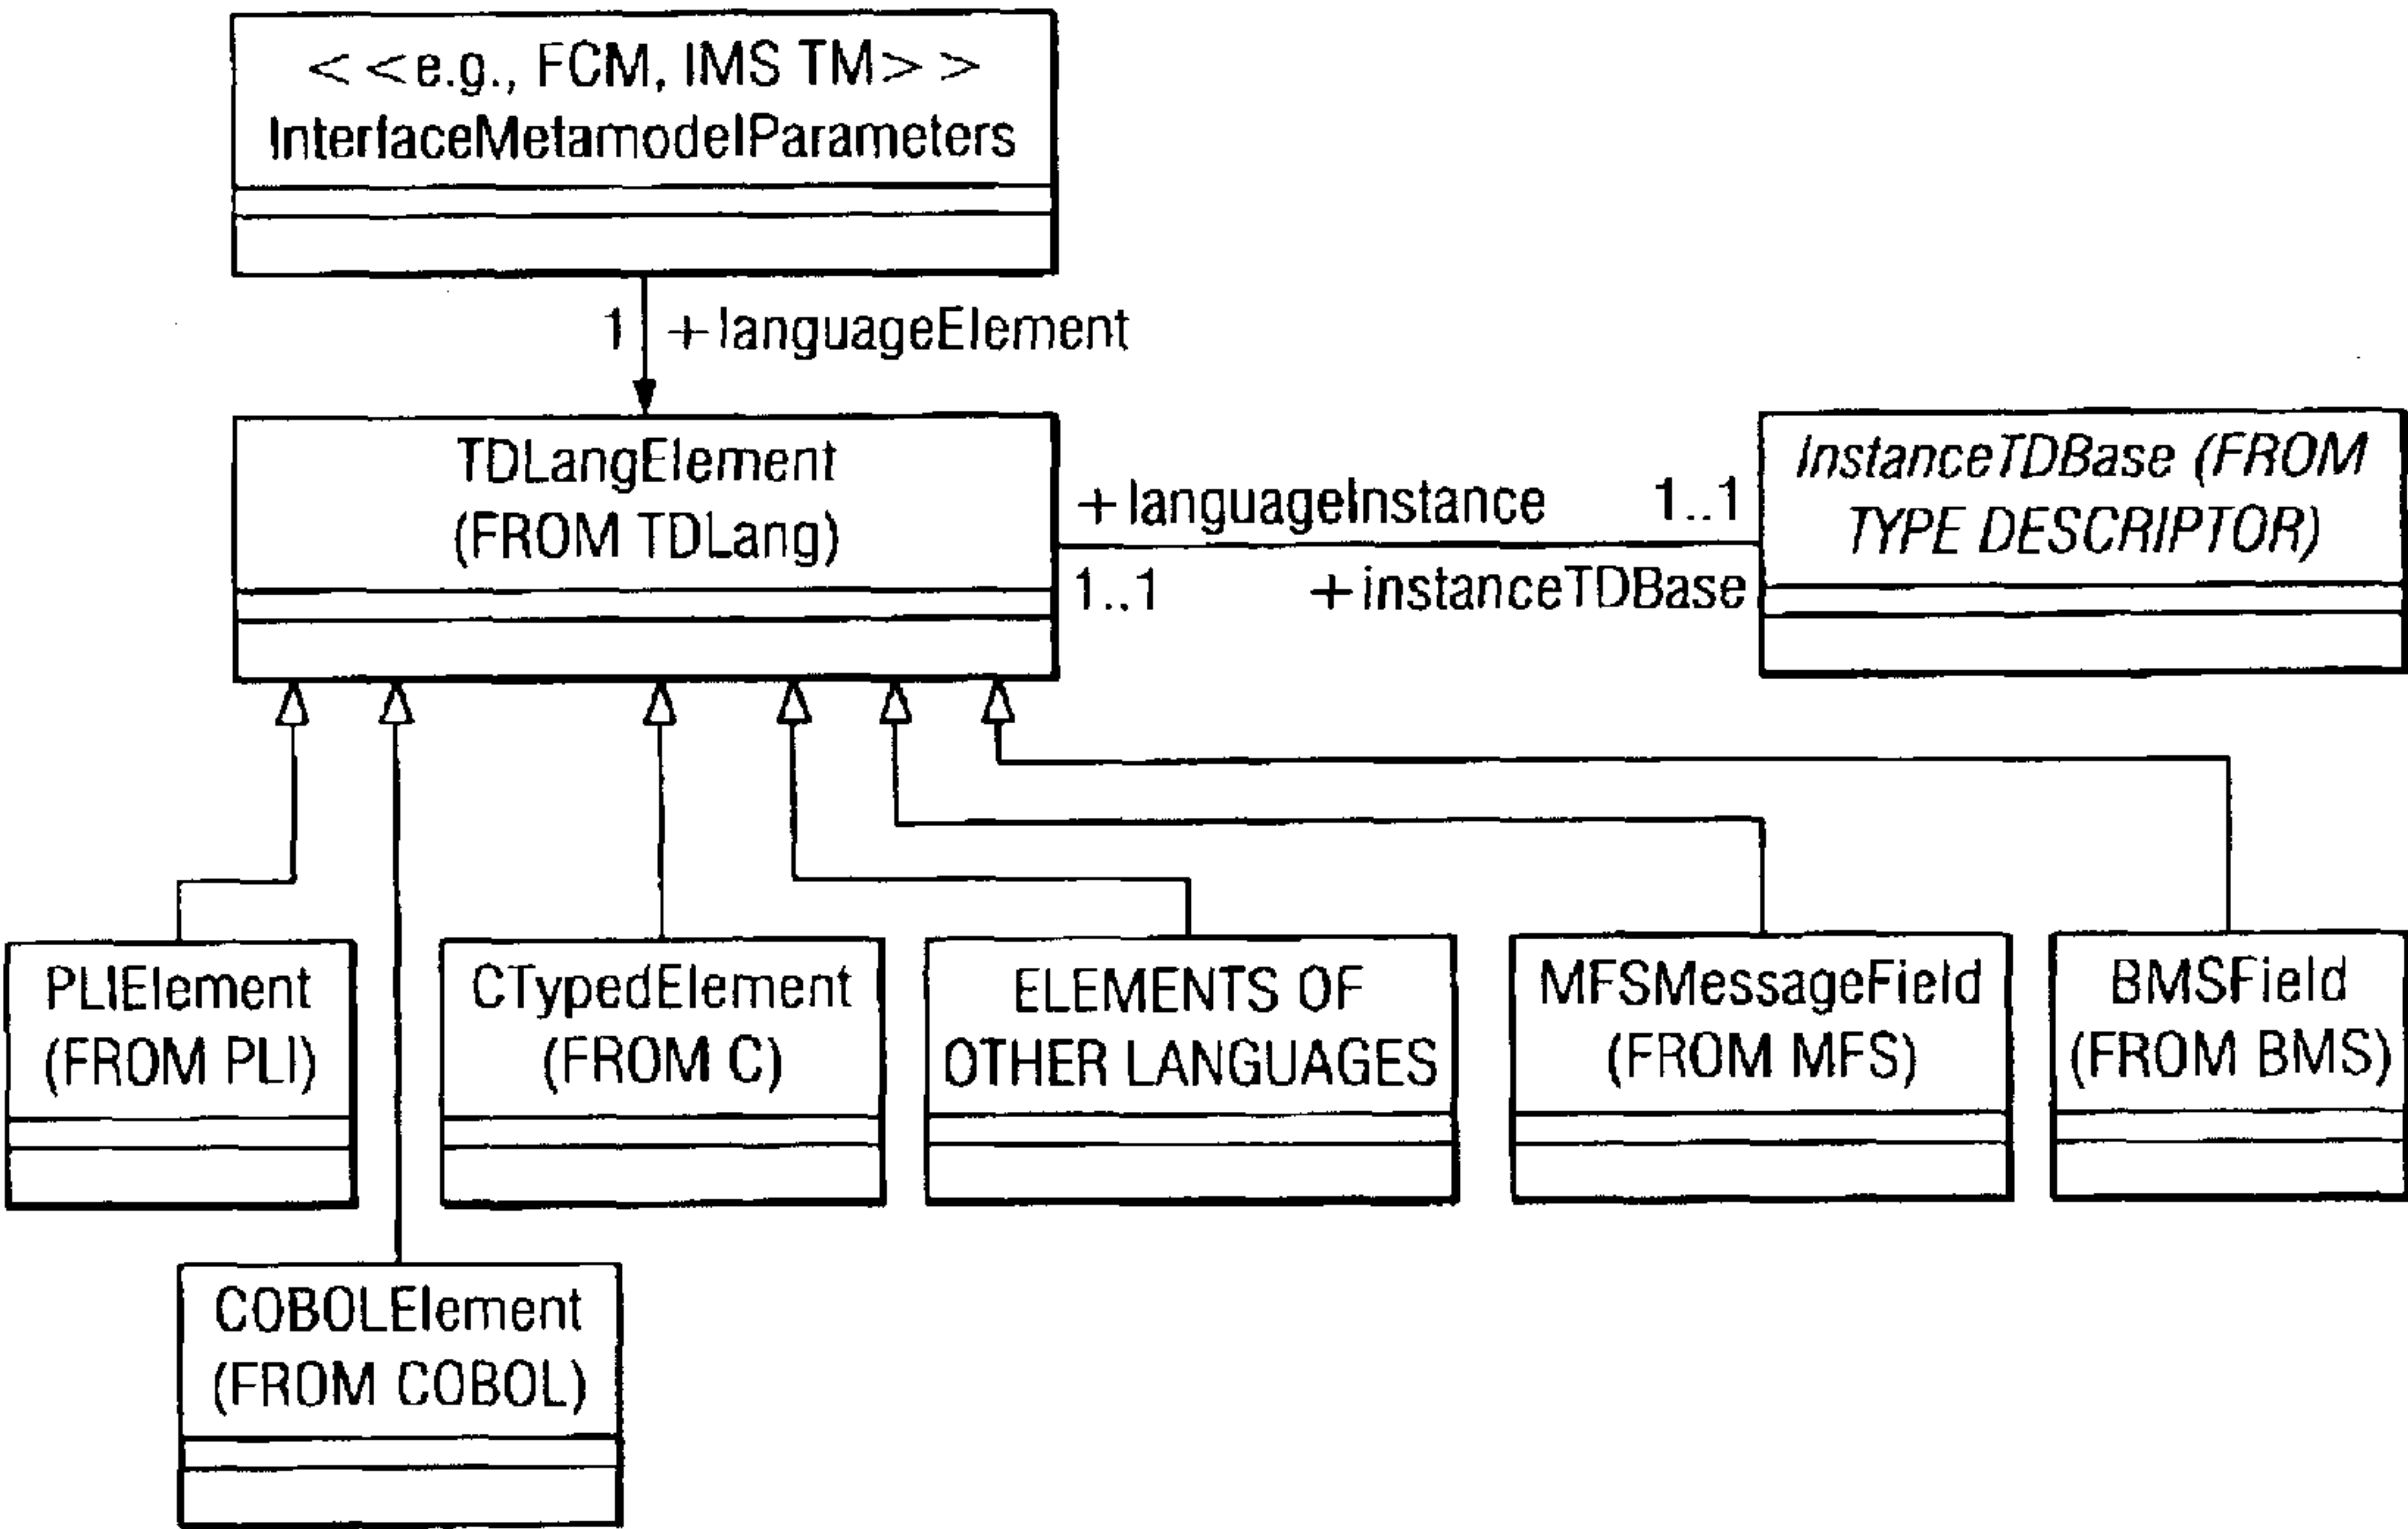 < <e.g., FCM, IMS TM> >
InterfaceMetamodelParameters
1 +languageElement
TDLangElement
(FROM TDLang)
+languageInstance 1..1
1..1 +instanceTDBase
InstanceTDBase (FROM
TYPE DESCRIPTOR)
PLIElement
(FROM PLI)
CTypedElement
(FROM C)
ELEMENTS OF
OTHER LANGUAGES
MFSMessageField
(FROM MFS)
BMSField
(FROM BMS)
COBOLElement
(FROM COBOL)